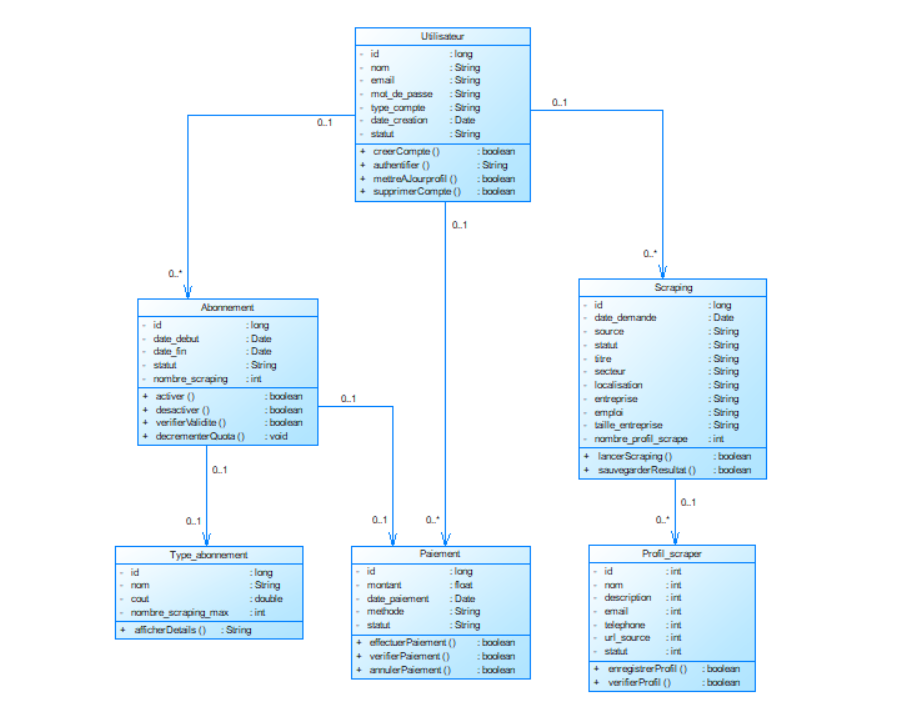 Utilisateur
- id : long
- nom : String
- email : String
- mot_de_passe : String
- type_compte : String
- date_creation : Date
- statut : String
+ creerCompte () : boolean
+ authentifier () : String
+ mettreAJourprofil () : boolean
+ supprimerCompte () : boolean
0..1
0..1
0..1
0..*
0..*
Abonnement
- id : long
- date_debut : Date
- date_fin : Date
- statut : String
- nombre_scraping : int
+ activer () : boolean
+ desactiver () : boolean
+ verifierValidite () : boolean
+ decrementerQuota () : void
Scraping
- id : long
- date_demande : Date
- source : String
- statut : String
- titre : String
- secteur : String
- localisation : String
- entreprise : String
- emploi : String
- taille_entreprise : String
- nombre_profil_scrape : int
+ lancerScraping () : boolean
+ sauvegarderResultat () : boolean
0..1
0..1
0..1
0..1
0..1
0..*
0..*
Type_abonnement
- id : long
- nom : String
- cout : double
- nombre_scraping_max : int
+ afficherDetails () : String
Paiement
- id : long
- montant : float
- date_paiement : Date
- methode : String
- statut : String
+ effectuerPaiement () : boolean
+ verifierPaiement () : boolean
+ annulerPaiement () : boolean
Profil_scraper
- id : int
- nom : int
- description : int
- email : int
- telephone : int
- url_source : int
- statut : int
+ enregistrerProfil () : boolean
+ verifierProfil () : boolean